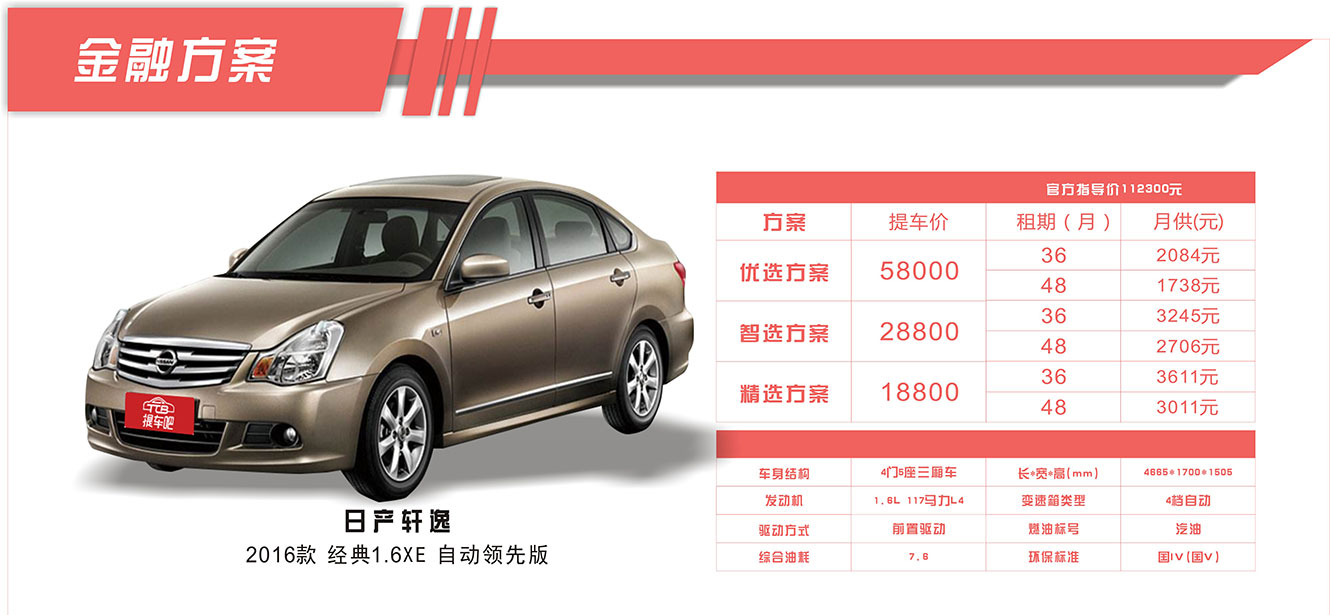 金融方案
官方指导价112300元
方案 提车价 租期（月） 月供(元)
优选方案 58000 36 2084元
48 1738元
智选方案 28800 36 3245元
48 2706元
精选方案 18800 36 3611元
48 3011元
NISSAN
TCB
提车吧
车身结构 4门5座三厢车 长*宽*高(mm) 4665*1700*1505
发动机 1.6L 117马力L4 变速箱类型 4档自动
驱动方式 前置驱动 燃油标号 汽油
综合油耗 7.6 环保标准 国IV(国V)
日产轩逸
2016款 经典1.6XE 自动领先版